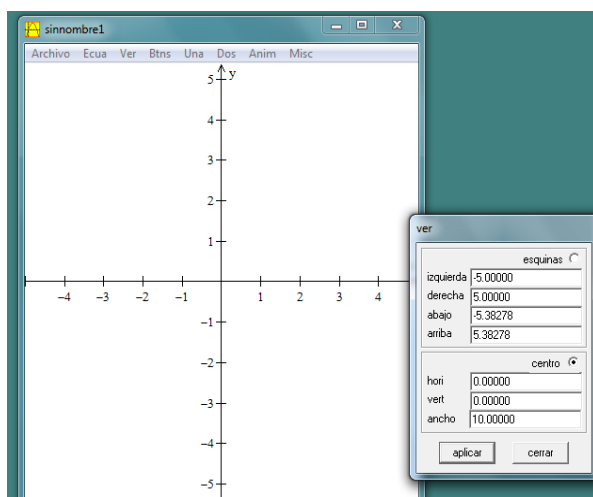 sinnombre1
Archivo Ecua Ver Btns Una Dos Anim Misc
y
5
4
3
2
1
−4 −3 −2 −1 1 2 3 4
−1
−2
−3
−4
−5
ver
esquinas
izquierda -5.00000
derecha 5.00000
abajo -5.38278
arriba 5.38278
centro
hori 0.00000
vert 0.00000
ancho 10.00000
aplicar cerrar